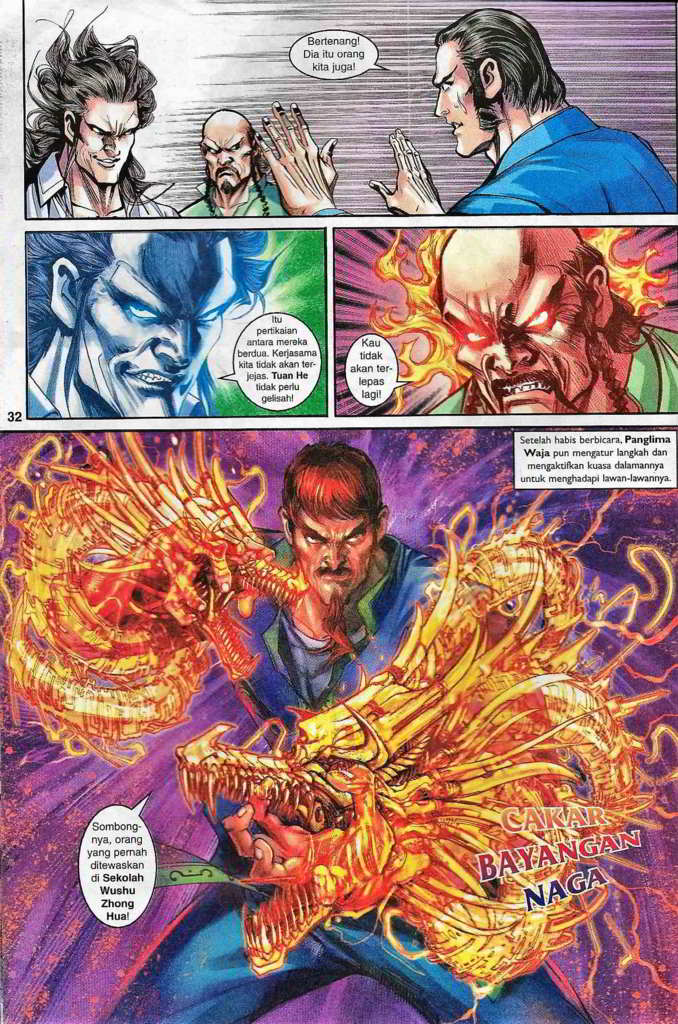 Bertenang!
Dia itu orang
kita juga!
Itu
pertikaian
antara mereka
berdua. Kerjasama
kita tidak akan ter-
jejas. Tuan He
tidak perlu
gelisah!
Kau
tidak
akan ter-
lepas
lagi!
32
Setelah habis berbicara, Panglima
Waja pun mengatur langkah dan
mengaktifkan kuasa dalamannya
untuk menghadapi lawan-lawannya.
Sombong-
nya, orang
yang pernah
ditewaskan
di Sekolah
Wushu
Zhong
Hua!
CAKAR
BAYANGAN
NAGA